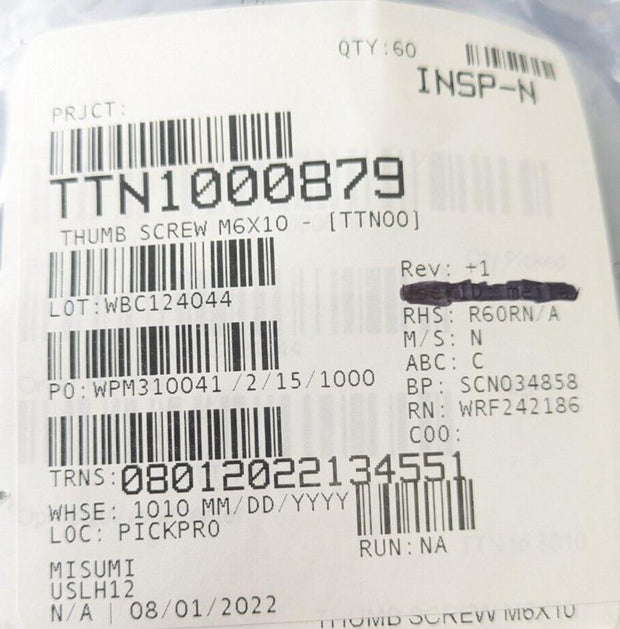 QTY:60
INSP-N
PRJCT:
TTN1000879
THUMB SCREW M6X10 - [TTN00]
Rev: +1
LOT:WBC124044
RHS: R60RN/A
M/S: N
ABC: C
PO:WPM310041 /2/15/1000
BP: SCN034858
RN: WRF242186
COO:
TRNS:08012022134551
WHSE: 1010 MM/DD/YYYY
LOC: PICKPRO
RUN:NA
MISUMI
USLH12
N/A | 08/01/2022
THUMB SCREW M6X10